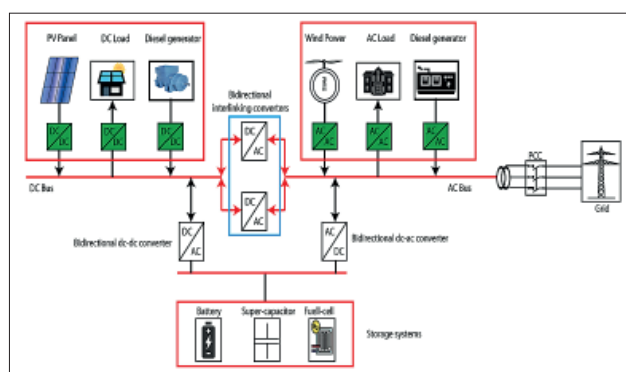 PV Panel
DC Load
Diesel generator
Wind Power
AC Load
Diesel generator
Bidirectional
interlinking converters
DC
DC
DC
DC
DC
DC
DC
AC
AC
AC
AC
AC
AC
AC
PCC
DC Bus
AC Bus
DC
AC
Grid
Bidirectional dc-dc converter
DC
AC
AC
DC
Bidirectional dc-ac converter
Battery
Super-capacitor
Fuell-cell
Storage systems